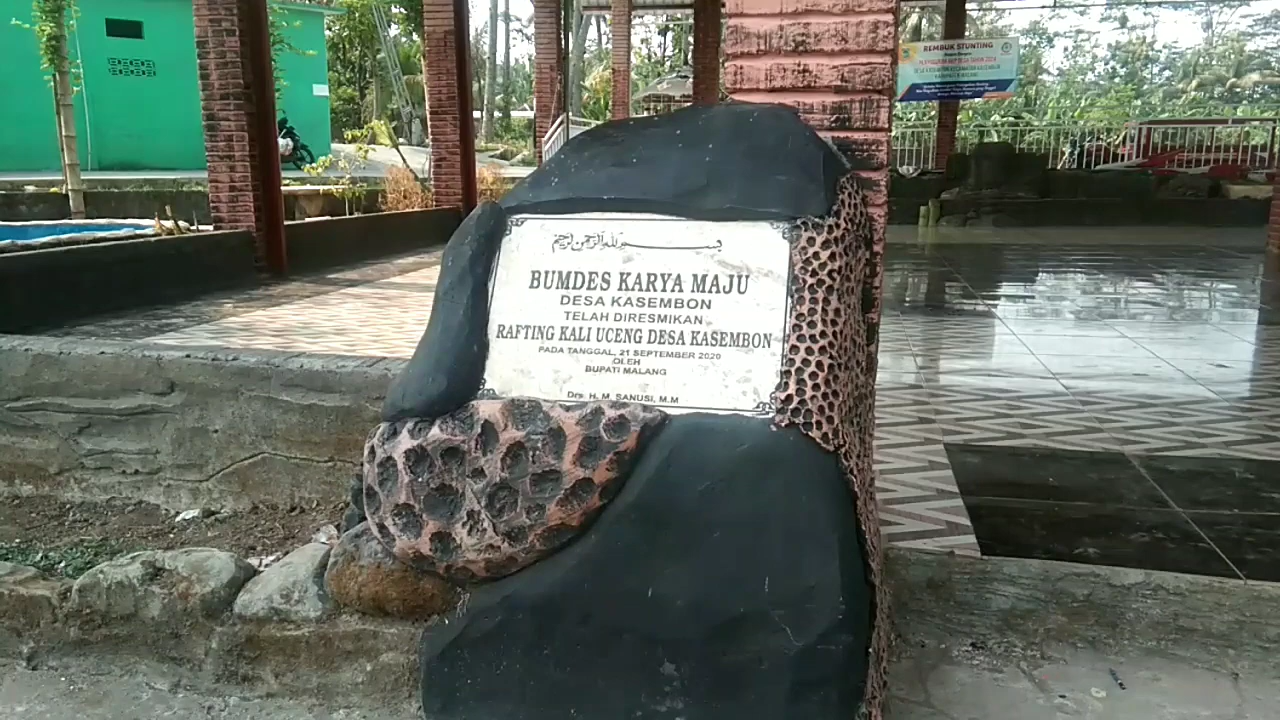 بسم الله الرحمن الرحيم
BUMDES KARYA MAJU
DESA KASEMBON
TELAH DIRESMIKAN
RAFTING KALI UCENG DESA KASEMBON
PADA TANGGAL, 21 SEPTEMBER 2020
OLEH
BUPATI MALANG
Drs. H. M. SANUSI, M.M
REMBUK STUNTING